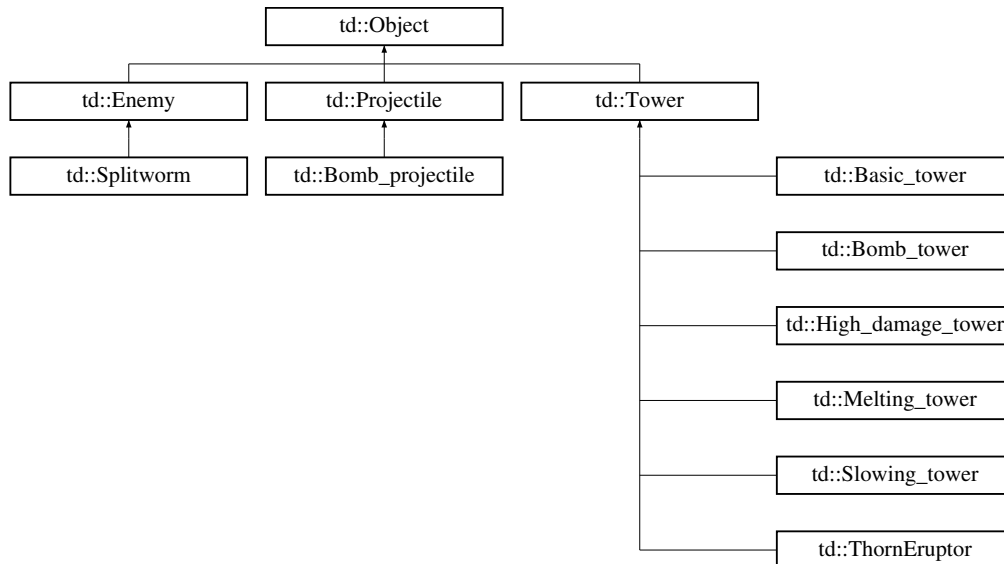 td::Object
td::Enemy
td::Projectile
td::Tower
td::Splitworm
td::Bomb_projectile
td::Basic_tower
td::Bomb_tower
td::High_damage_tower
td::Melting_tower
td::Slowing_tower
td::ThornEruptor